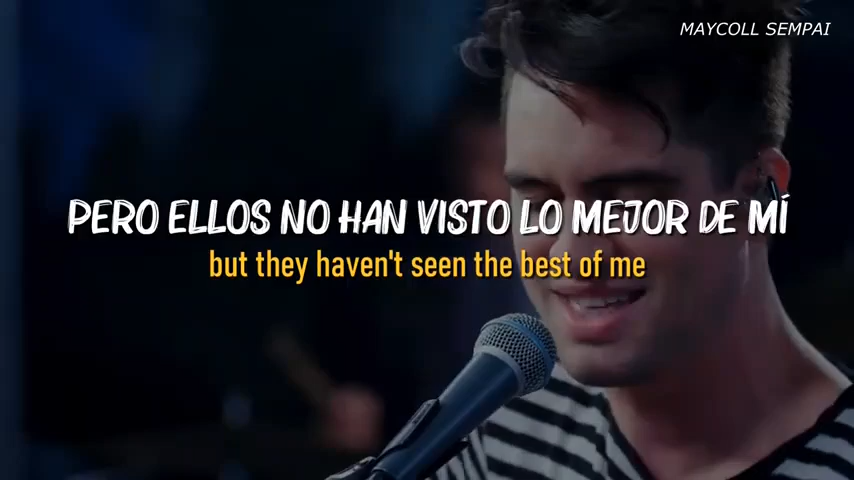 MAYCOLL SEMPAI
PERO ELLOS NO HAN VISTO LO MEJOR DE MÍ
but they haven't seen the best of me